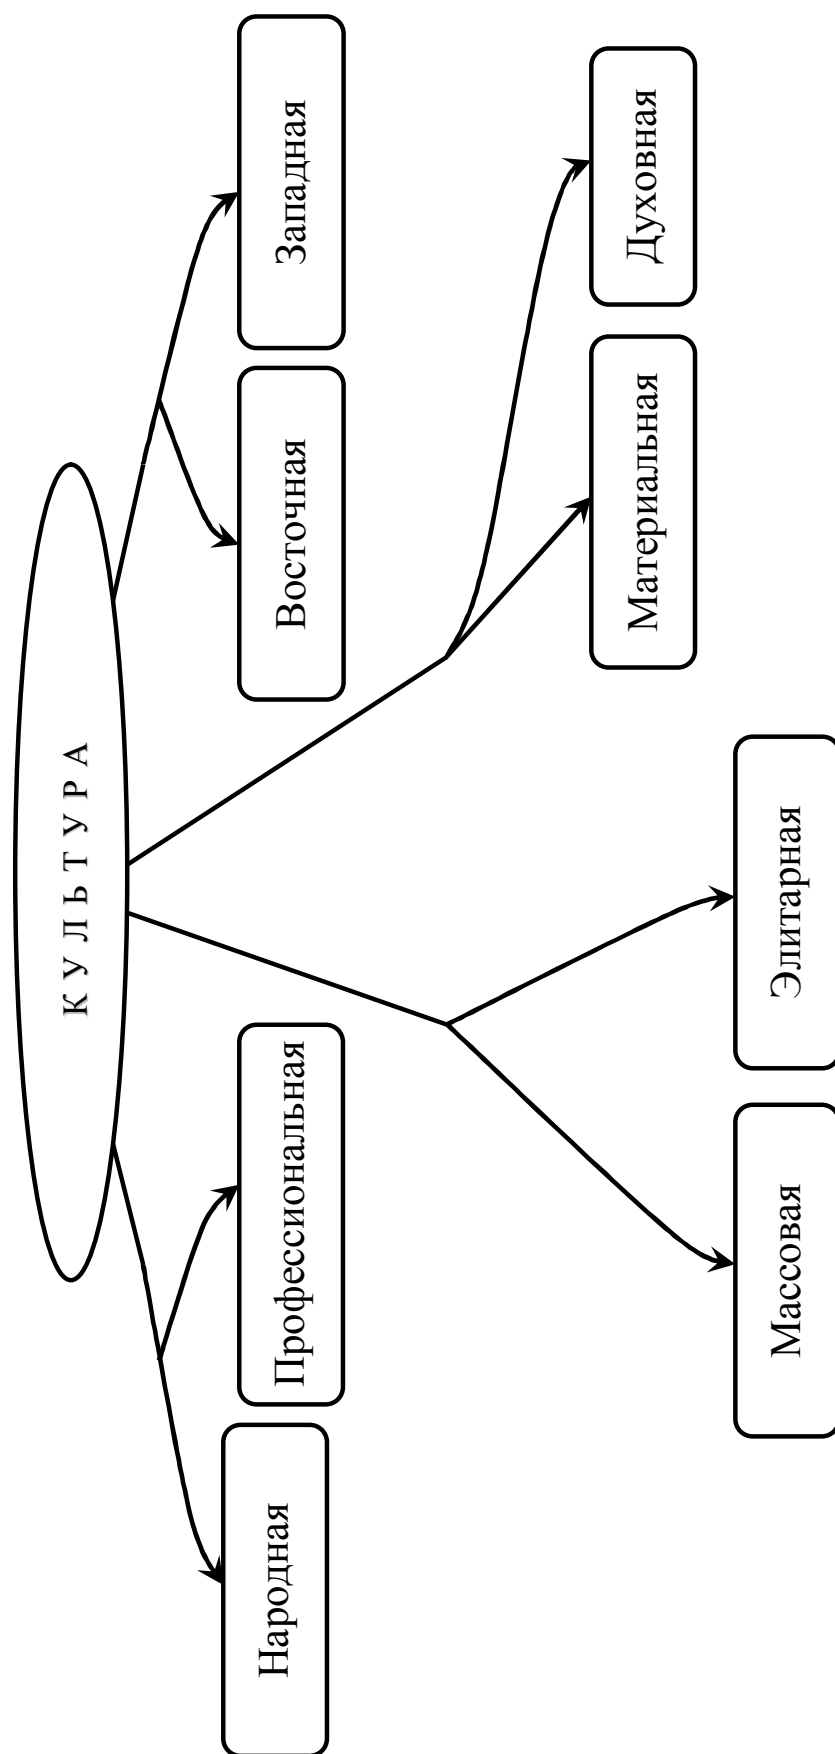 К У Л Ь Т У Р А
Народная
Профессиональная
Восточная
Западная
Массовая
Элитарная
Материальная
Духовная